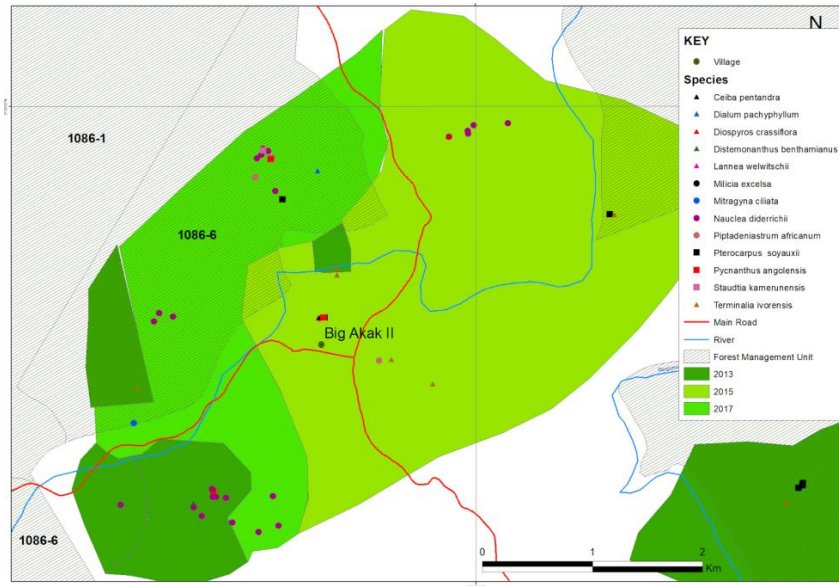 N
KEY
Village
Species
Ceiba pentandra
Dialum pachyphyllum
Diospyros crassiflora
Distemonanthus benthamianus
Lannea welwitschii
Milicia excelsa
Mitragyna ciliata
Nauclea diderrichii
Piptadeniastrum africanum
Pterocarpus soyauxii
Pycnanthus angolensis
Staudtia kamerunensis
Terminalia ivorensis
Main Road
River
Forest Management Unit
2013
2015
2017
1086-1
1086-6
Big Akak II
1086-6
0 1 2
Km